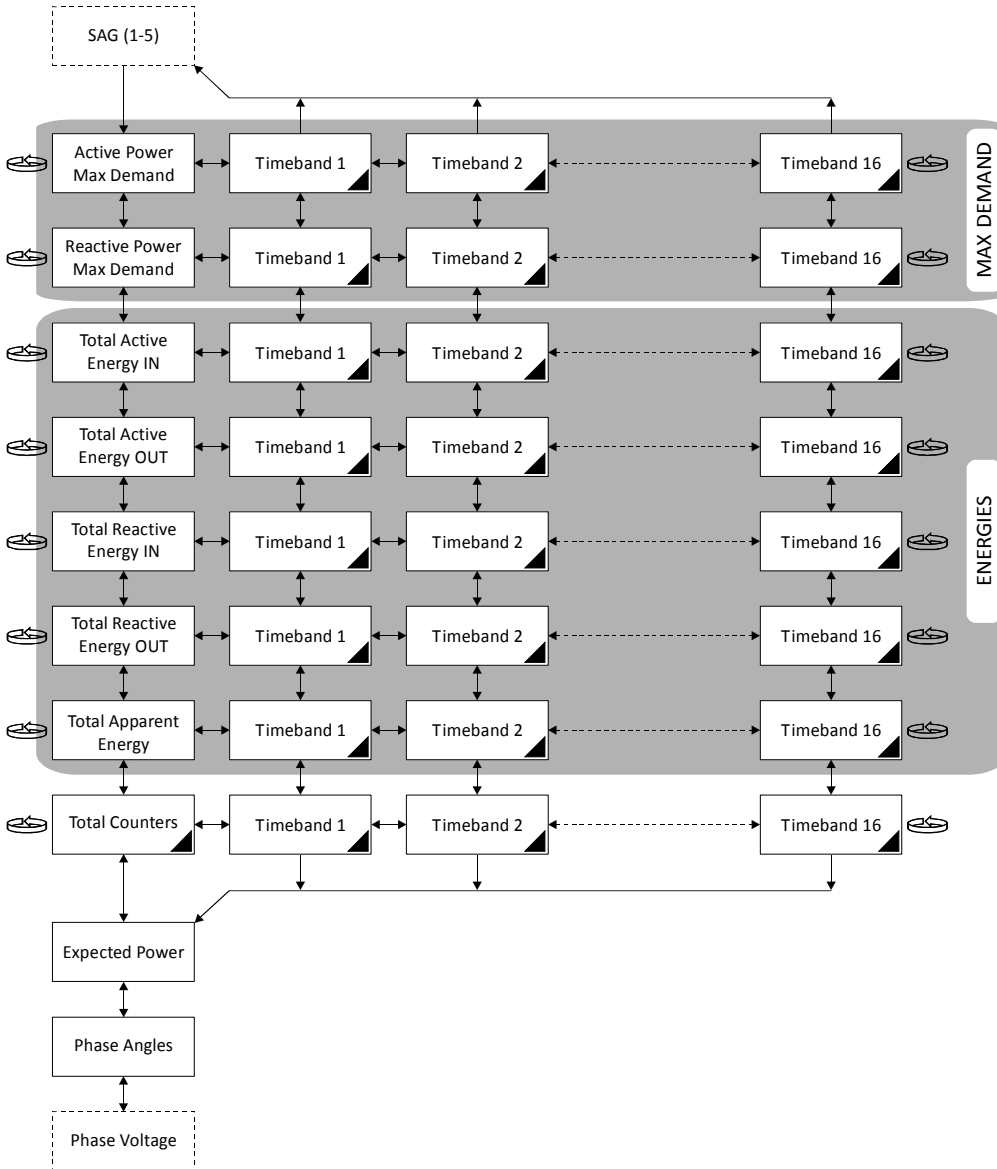 SAG (1-5)
Active Power
Max Demand
Timeband 1
Timeband 2
Timeband 16
MAX DEMAND
Reactive Power
Max Demand
Timeband 1
Timeband 2
Timeband 16
Total Active
Energy IN
Timeband 1
Timeband 2
Timeband 16
Total Active
Energy OUT
Timeband 1
Timeband 2
Timeband 16
ENERGIES
Total Reactive
Energy IN
Timeband 1
Timeband 2
Timeband 16
Total Reactive
Energy OUT
Timeband 1
Timeband 2
Timeband 16
Total Apparent
Energy
Timeband 1
Timeband 2
Timeband 16
Total Counters
Timeband 1
Timeband 2
Timeband 16
Expected Power
Phase Angles
Phase Voltage